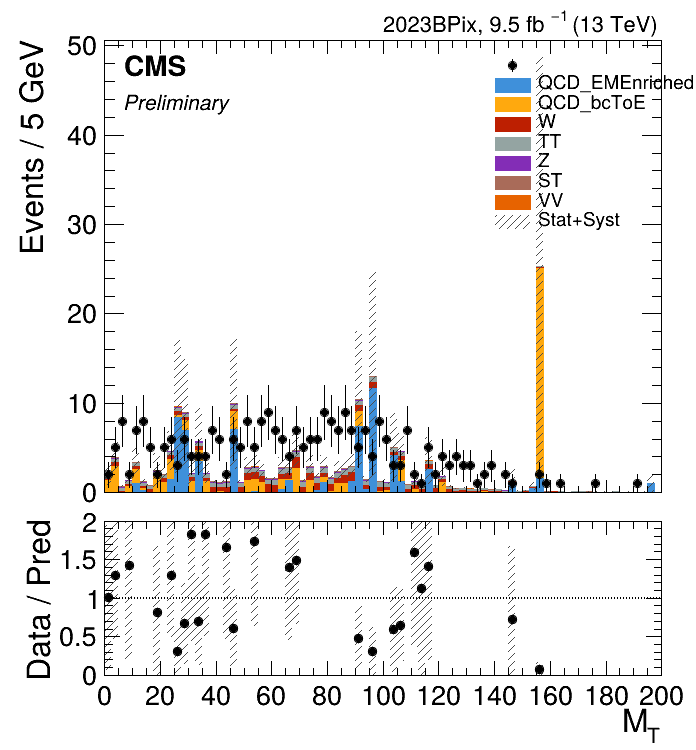 2023BPix, 9.5 fb⁻¹ (13 TeV)
CMS
Preliminary
Events / 5 GeV
50
40
30
20
10
0
QCD_EMEnriched
QCD_bcToE
W
TT
Z
ST
VV
Stat+Syst
Data / Pred
2
1.5
1
0.5
0
0 20 40 60 80 100 120 140 160 180 200
M_T